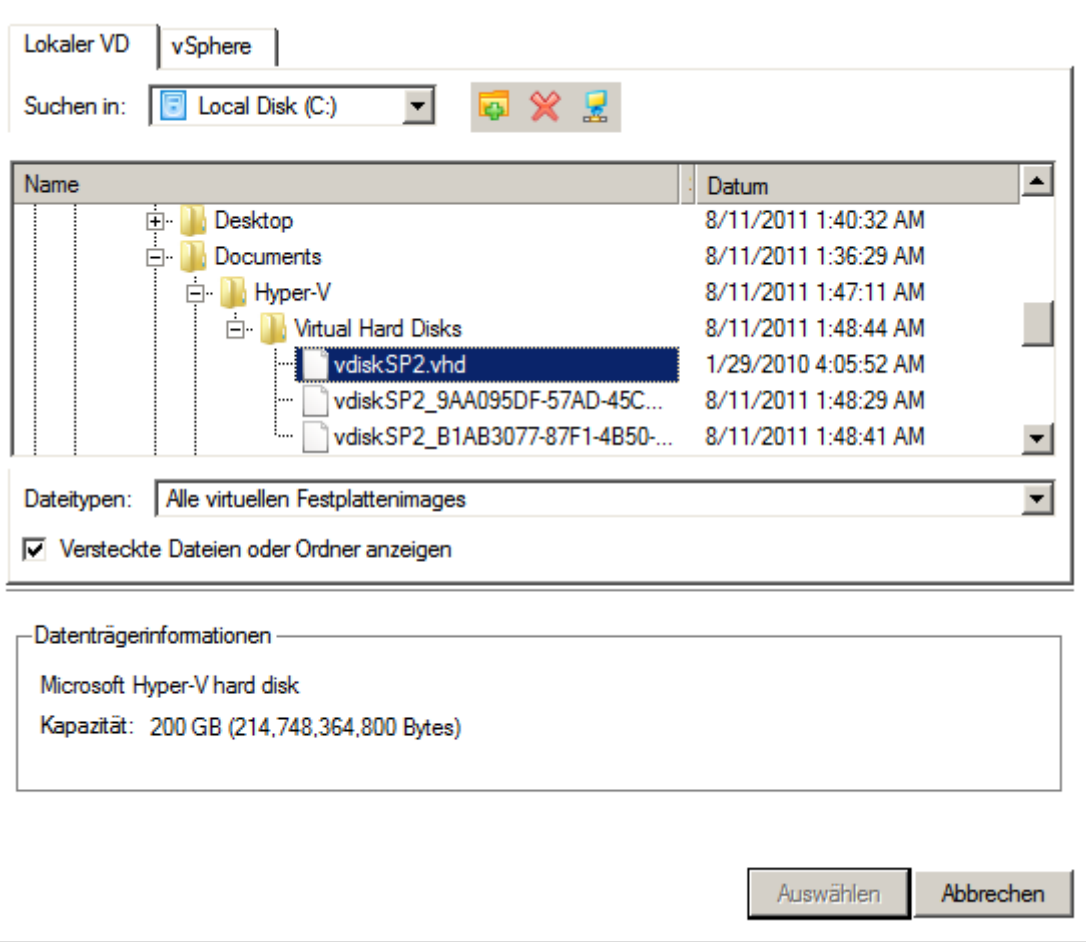 Lokaler VD vSphere
Suchen in: Local Disk (C:)
Name Datum
Desktop 8/11/2011 1:40:32 AM
Documents 8/11/2011 1:36:29 AM
Hyper-V 8/11/2011 1:47:11 AM
Virtual Hard Disks 8/11/2011 1:48:44 AM
vdiskSP2.vhd 1/29/2010 4:05:52 AM
vdiskSP2_9AA095DF-57AD-45C... 8/11/2011 1:48:29 AM
vdiskSP2_B1AB3077-87F1-4B50-... 8/11/2011 1:48:41 AM
Dateitypen: Alle virtuellen Festplattenimages
Versteckte Dateien oder Ordner anzeigen
Datenträgerinformationen
Microsoft Hyper-V hard disk
Kapazität: 200 GB (214,748,364,800 Bytes)
Auswählen Abbrechen